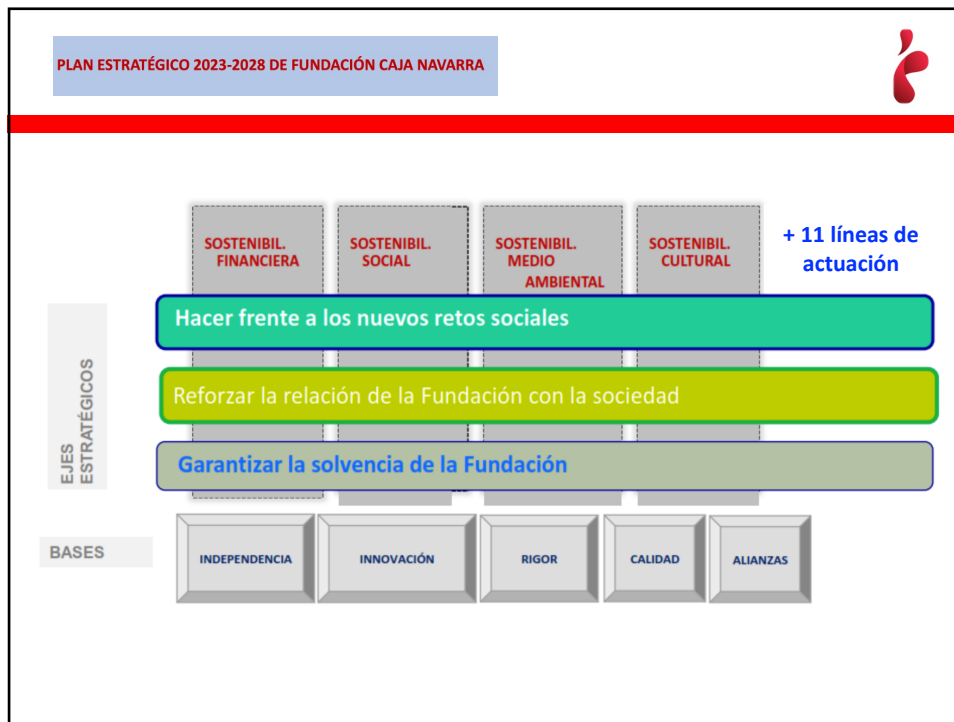 PLAN ESTRATÉGICO 2023-2028 DE FUNDACIÓN CAJA NAVARRA
SOSTENIBIL.
FINANCIERA
SOSTENIBIL.
SOCIAL
SOSTENIBIL.
MEDIO
AMBIENTAL
SOSTENIBIL.
CULTURAL
+ 11 líneas de
actuación
EJES
ESTRATÉGICOS
Hacer frente a los nuevos retos sociales
Reforzar la relación de la Fundación con la sociedad
Garantizar la solvencia de la Fundación
BASES
INDEPENDENCIA
INNOVACIÓN
RIGOR
CALIDAD
ALIANZAS